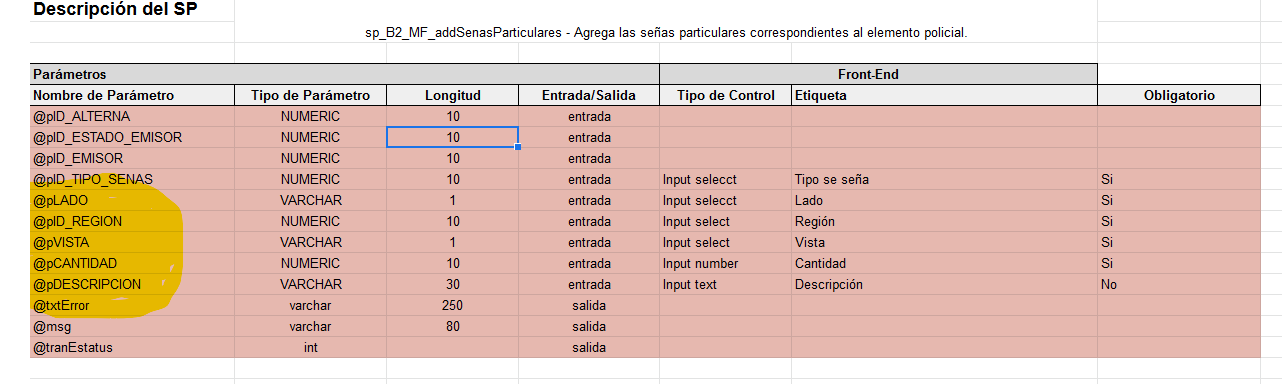 Descripción del SP
sp_B2_MF_addSenasParticulares - Agrega las señas particulares correspondientes al elemento policial.
Parámetros Front-End
Nombre de Parámetro Tipo de Parámetro Longitud Entrada/Salida Tipo de Control Etiqueta Obligatorio
@pID_ALTERNA NUMERIC 10 entrada
@pID_ESTADO_EMISOR NUMERIC 10 entrada
@pID_EMISOR NUMERIC 10 entrada
@pID_TIPO_SENAS NUMERIC 10 entrada Input selecct Tipo se seña Si
@pLADO VARCHAR 1 entrada Input selecct Lado Si
@pID_REGION NUMERIC 10 entrada Input select Región Si
@pVISTA VARCHAR 1 entrada Input select Vista Si
@pCANTIDAD NUMERIC 10 entrada Input number Cantidad Si
@pDESCRIPCION VARCHAR 30 entrada Input text Descripción No
@txtError varchar 250 salida
@msg varchar 80 salida
@tranEstatus int salida